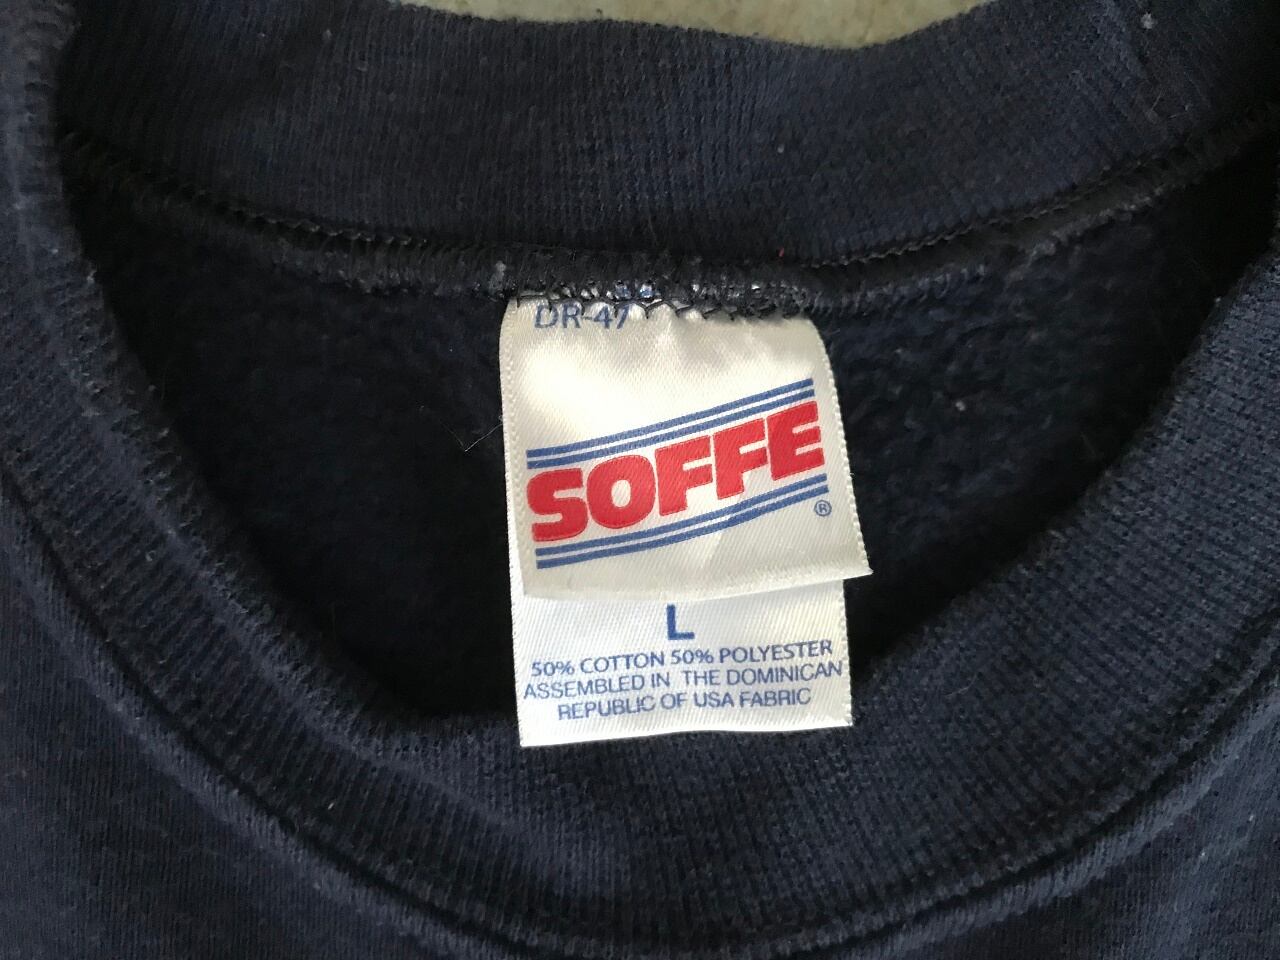 DR-47
SOFFE
®
L
50% COTTON 50% POLYESTER
ASSEMBLED IN THE DOMINICAN
REPUBLIC OF USA FABRIC